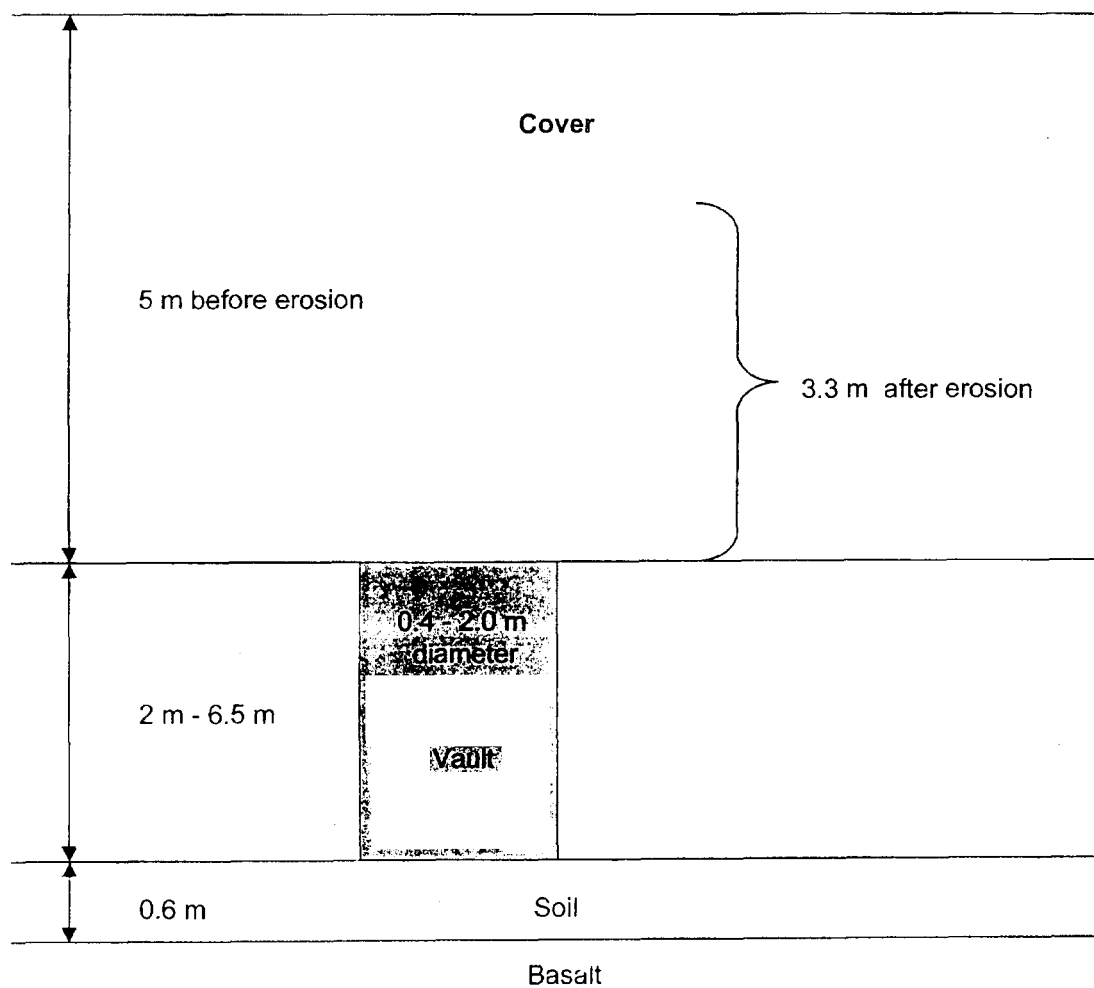 Cover
5 m before erosion
3.3 m after erosion
0.4 - 2.0 m
diameter
2 m - 6.5 m
Vault
0.6 m
Soil
Basalt